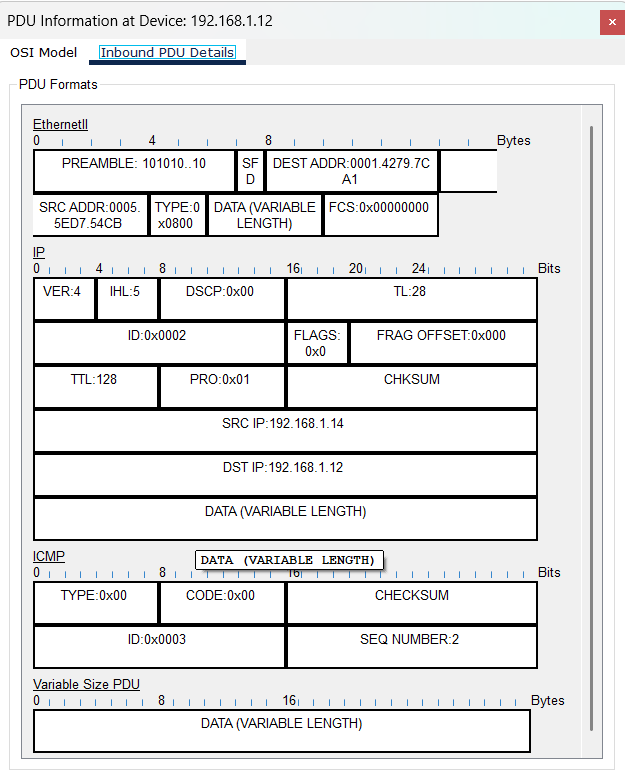 PDU Information at Device: 192.168.1.12
×
OSI Model Inbound PDU Details
PDU Formats
EthernetII
0 4 8 Bytes
PREAMBLE: 101010..10 SF DEST ADDR:0001.4279.7C
D A1
SRC ADDR:0005. TYPE:0 DATA (VARIABLE FCS:0x00000000
5ED7.54CB x0800 LENGTH)
IP
0 4 8 16 20 24 Bits
VER:4 IHL:5 DSCP:0x00 TL:28
ID:0x0002 FLAGS: FRAG OFFSET:0x000
0x0
TTL:128 PRO:0x01 CHKSUM
SRC IP:192.168.1.14
DST IP:192.168.1.12
DATA (VARIABLE LENGTH)
ICMP
DATA (VARIABLE LENGTH)
0 8 16 Bits
TYPE:0x00 CODE:0x00 CHECKSUM
ID:0x0003 SEQ NUMBER:2
Variable Size PDU
0 8 16 Bytes
DATA (VARIABLE LENGTH)